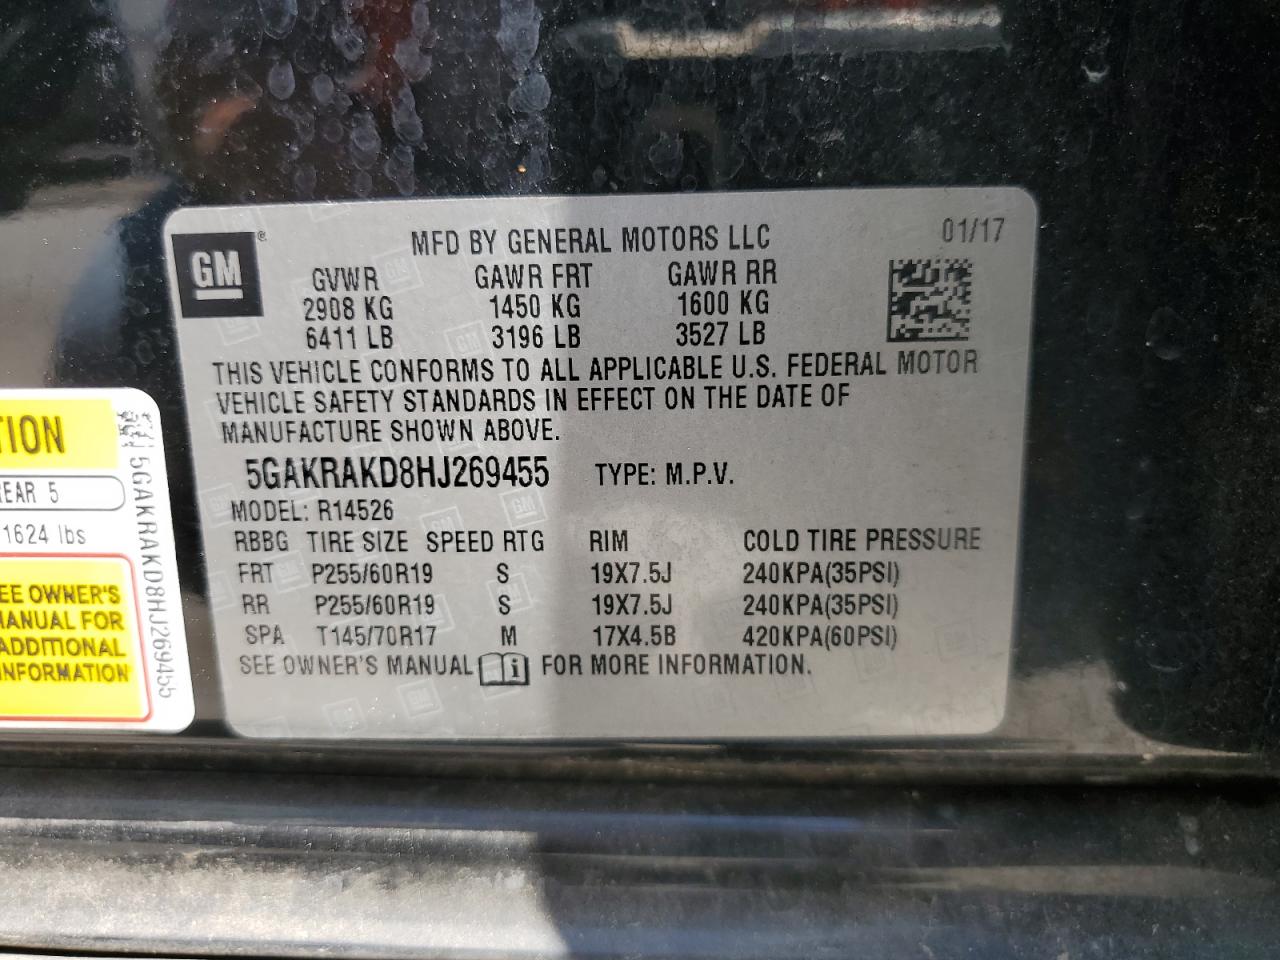 GM ®
MFD BY GENERAL MOTORS LLC
01/17
GVWR GAWR FRT GAWR RR
2908 KG 1450 KG 1600 KG
6411 LB 3196 LB 3527 LB
THIS VEHICLE CONFORMS TO ALL APPLICABLE U.S. FEDERAL MOTOR
VEHICLE SAFETY STANDARDS IN EFFECT ON THE DATE OF
MANUFACTURE SHOWN ABOVE.
5GAKRAKD8HJ269455 TYPE: M.P.V.
MODEL: R14526
RBBG TIRE SIZE SPEED RTG RIM COLD TIRE PRESSURE
FRT P255/60R19 S 19X7.5J 240KPA(35PSI)
RR P255/60R19 S 19X7.5J 240KPA(35PSI)
SPA T145/70R17 M 17X4.5B 420KPA(60PSI)
SEE OWNER'S MANUAL i FOR MORE INFORMATION.
TION
REAR 5
1624 lbs
EE OWNER'S
MANUAL FOR
ADDITIONAL
INFORMATION
5GAKRAKD8HJ269455